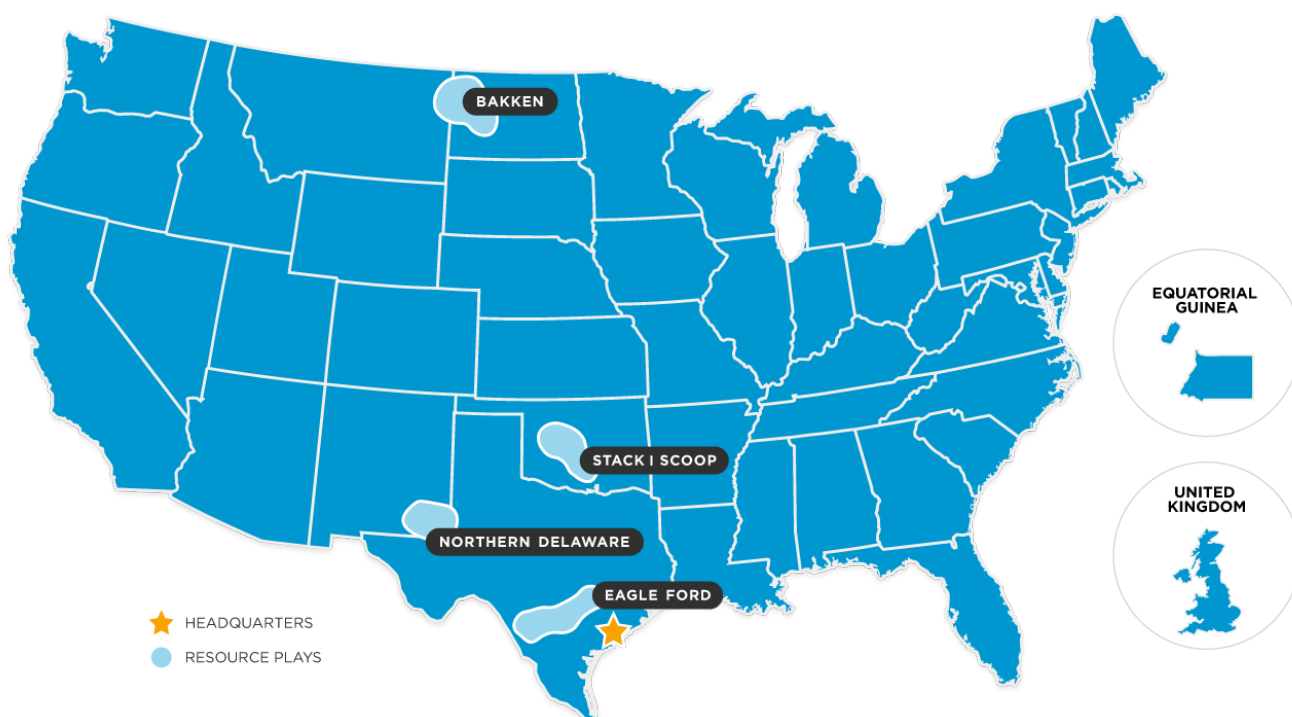 BAKKEN
EQUATORIAL
GUINEA
STACK I SCOOP
UNITED
KINGDOM
NORTHERN DELAWARE
EAGLE FORD
HEADQUARTERS
RESOURCE PLAYS